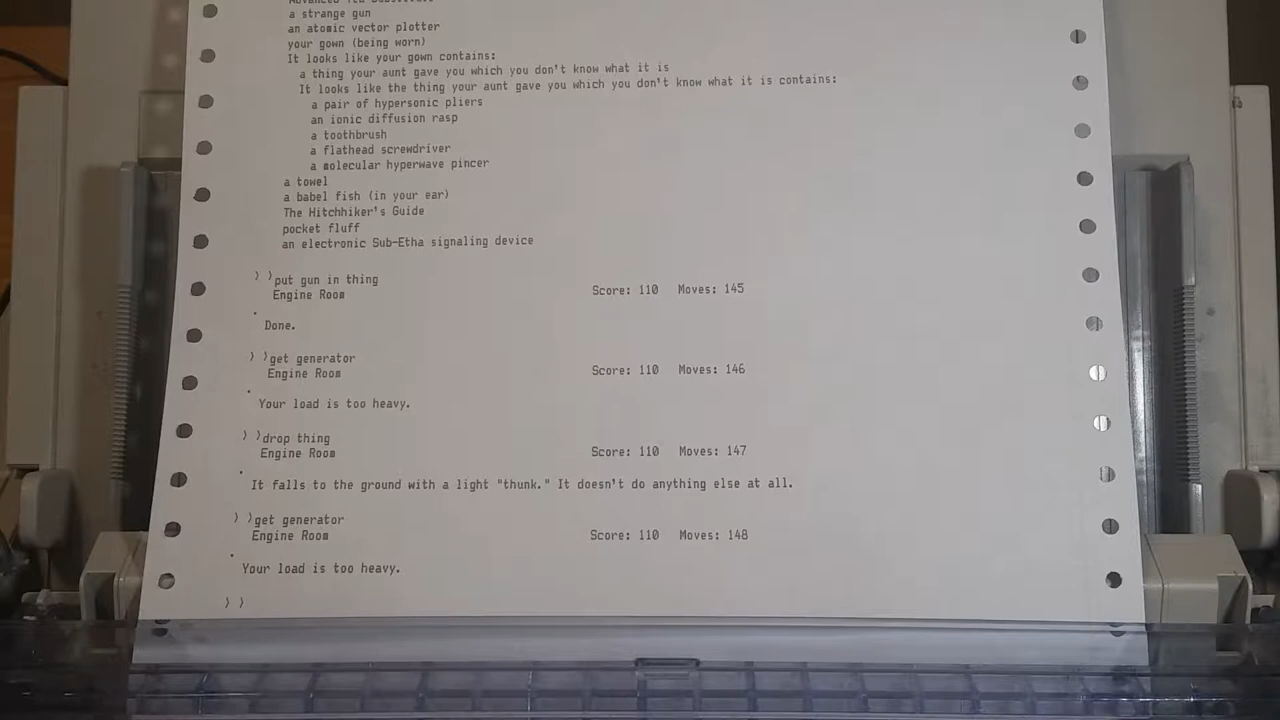 a strange gun
an atomic vector plotter
your gown (being worn)
It looks like your gown contains:
a thing your aunt gave you which you don't know what it is
It looks like the thing your aunt gave you which you don't know what it is contains:
a pair of hypersonic pliers
an ionic diffusion rasp
a toothbrush
a flathead screwdriver
a molecular hyperwave pincer
a towel
a babel fish (in your ear)
The Hitchhiker's Guide
pocket fluff
an electronic Sub-Etha signaling device
> >put gun in thing
Engine Room Score: 110 Moves: 145
.
Done.
> >get generator
Engine Room Score: 110 Moves: 146
.
Your load is too heavy.
> >drop thing
Engine Room Score: 110 Moves: 147
.
It falls to the ground with a light "thunk." It doesn't do anything else at all.
> >get generator
Engine Room Score: 110 Moves: 148
.
Your load is too heavy.
> >